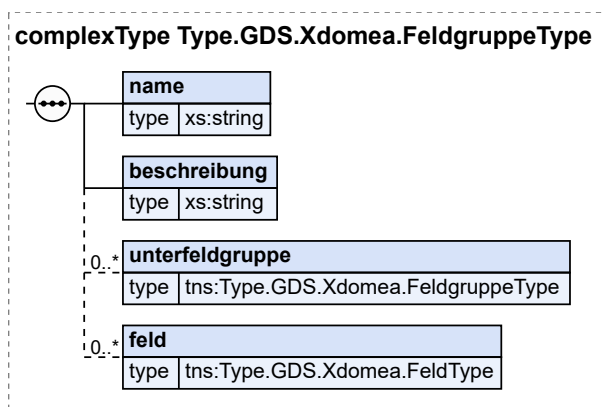 complexType Type.GDS.Xdomea.FeldgruppeType
name
type xs:string
beschreibung
type xs:string
0..* unterfeldgruppe
type tns:Type.GDS.Xdomea.FeldgruppeType
0..* feld
type tns:Type.GDS.Xdomea.FeldType